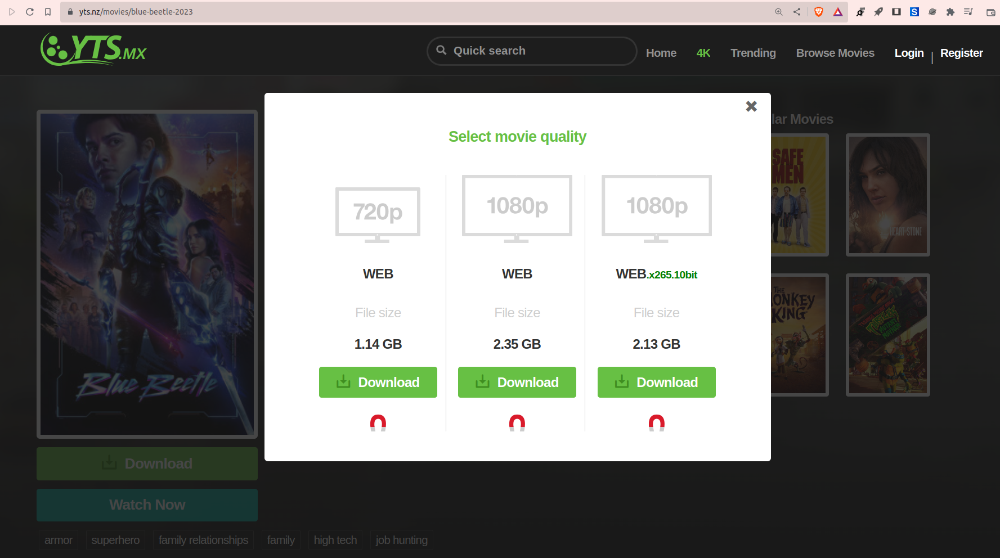 yts.nz/movies/blue-beetle-2023
YTS.MX
Quick search
Home
4K
Trending
Browse Movies
Login | Register
Select movie quality
lar Movies
SAFE
MEN
HEART OF STONE
720p
1080p
1080p
WEB
WEB
WEB.x265.10bit
File size
File size
File size
1.14 GB
2.35 GB
2.13 GB
Download
Download
Download
THE
MONKEY
KING
Blue Beetle
Download
Watch Now
armor
superhero
family relationships
family
high tech
job hunting